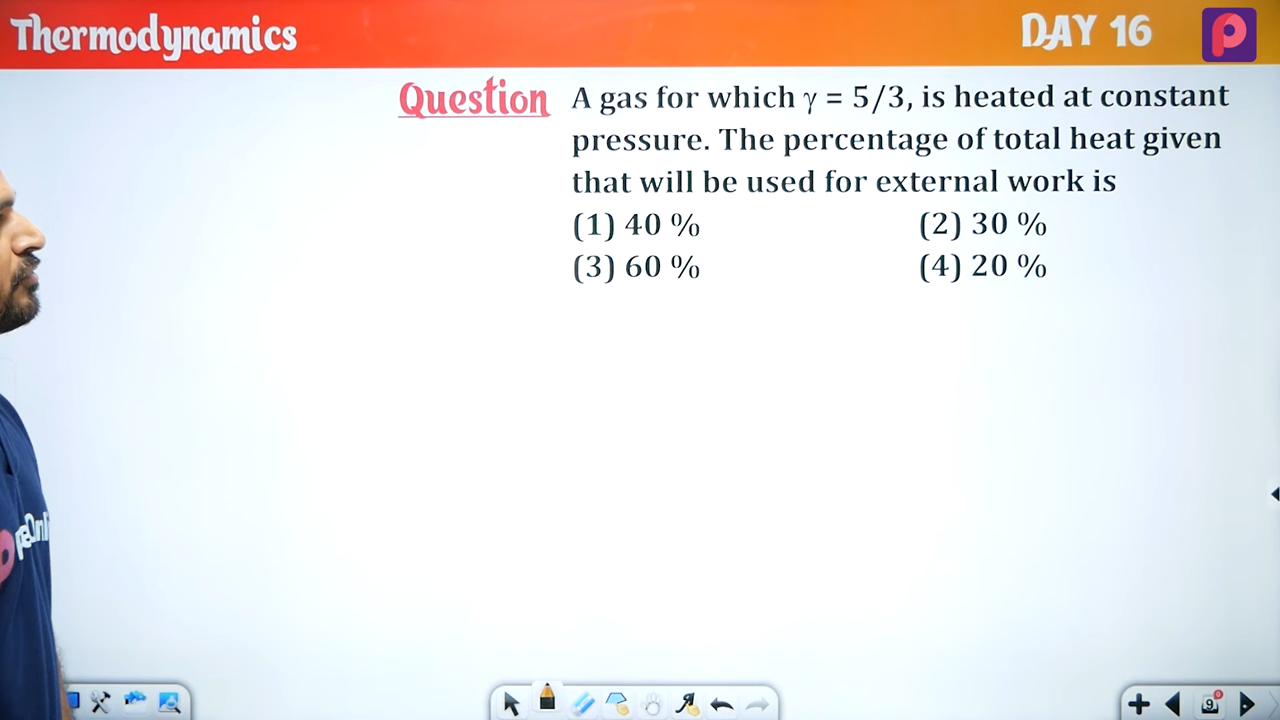 Thermodynamics
DAY 16
Question A gas for which γ = 5/3, is heated at constant
pressure. The percentage of total heat given
that will be used for external work is
(1) 40 % (2) 30 %
(3) 60 % (4) 20 %
9